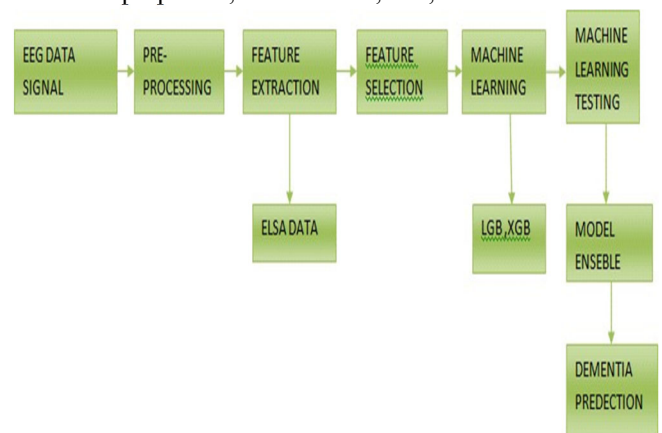 EEG DATA
SIGNAL
PRE-
PROCESSING
FEATURE
EXTRACTION
FEATURE
SELECTION
MACHINE
LEARNING
MACHINE
LEARNING
TESTING
ELSA DATA
LGB ,XGB
MODEL
ENSEBLE
DEMENTIA
PREDECTION